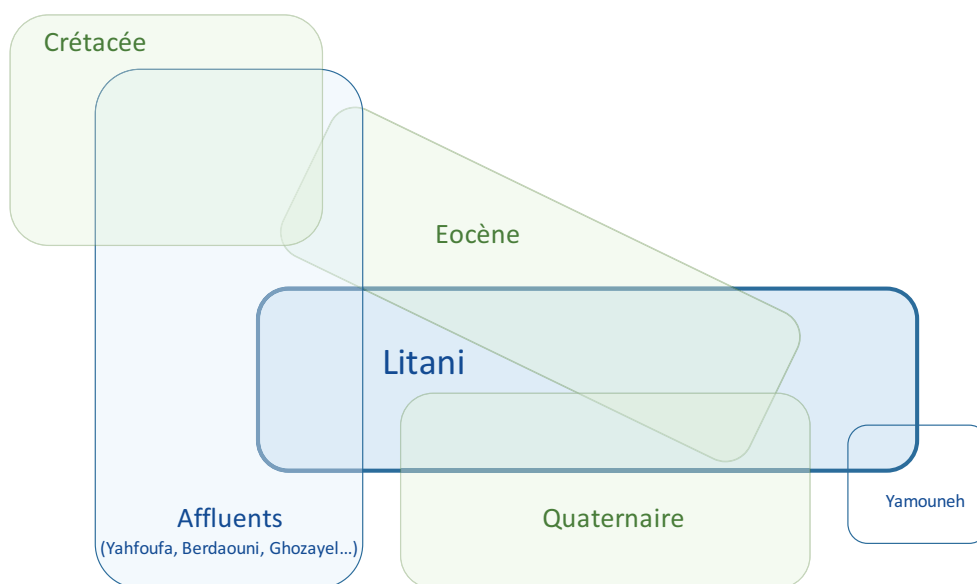 Crétacée
Eocène
Litani
Affluents
(Yahfoufa, Berdaouni, Ghozayel...)
Quaternaire
Yamouneh